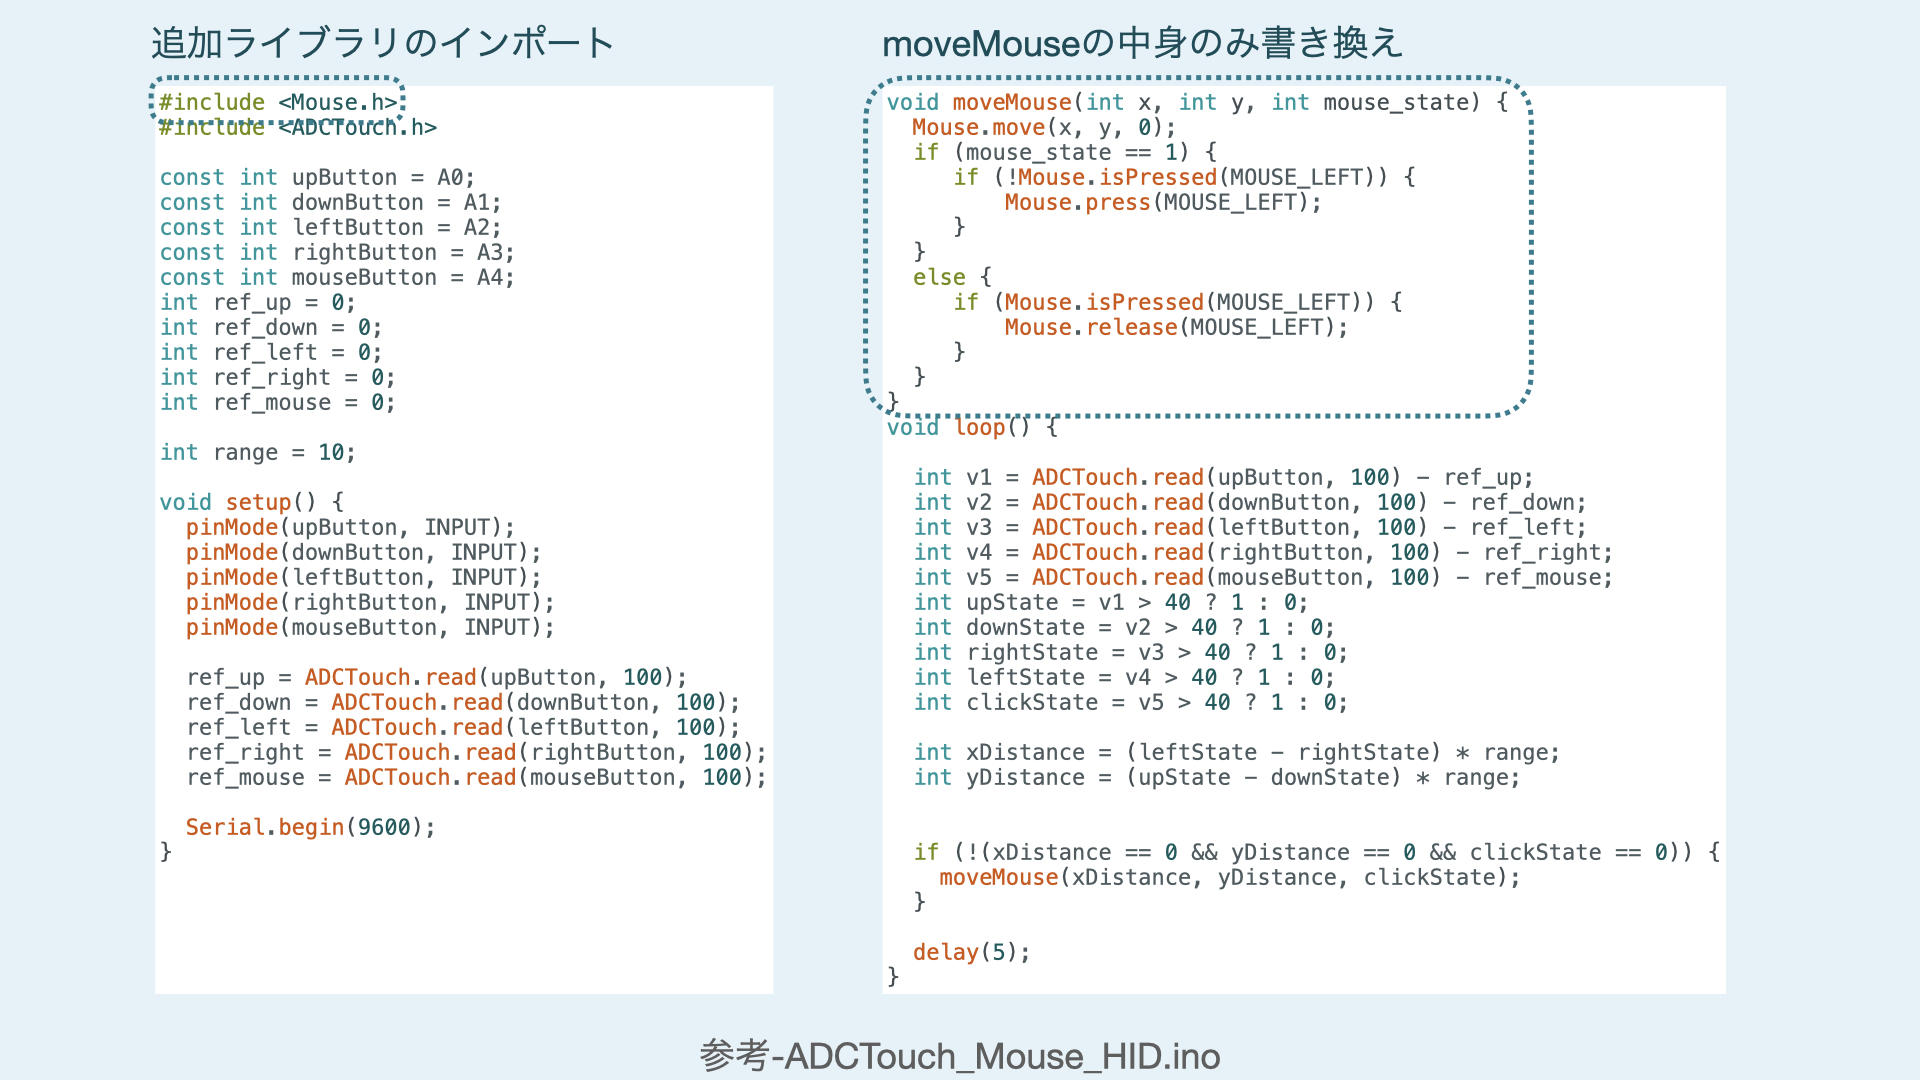 追加ライブラリのインポート
#include <Mouse.h>
#include <ADCTouch.h>

const int upButton = A0;
const int downButton = A1;
const int leftButton = A2;
const int rightButton = A3;
const int mouseButton = A4;
int ref_up = 0;
int ref_down = 0;
int ref_left = 0;
int ref_right = 0;
int ref_mouse = 0;

int range = 10;

void setup() {
  pinMode(upButton, INPUT);
  pinMode(downButton, INPUT);
  pinMode(leftButton, INPUT);
  pinMode(rightButton, INPUT);
  pinMode(mouseButton, INPUT);

  ref_up = ADCTouch.read(upButton, 100);
  ref_down = ADCTouch.read(downButton, 100);
  ref_left = ADCTouch.read(leftButton, 100);
  ref_right = ADCTouch.read(rightButton, 100);
  ref_mouse = ADCTouch.read(mouseButton, 100);

  Serial.begin(9600);
}
moveMouseの中身のみ書き換え
void moveMouse(int x, int y, int mouse_state) {
  Mouse.move(x, y, 0);
  if (mouse_state == 1) {
     if (!Mouse.isPressed(MOUSE_LEFT)) {
         Mouse.press(MOUSE_LEFT);
     }
  }
  else {
     if (Mouse.isPressed(MOUSE_LEFT)) {
         Mouse.release(MOUSE_LEFT);
     }
  }
}
void loop() {

  int v1 = ADCTouch.read(upButton, 100) - ref_up;
  int v2 = ADCTouch.read(downButton, 100) - ref_down;
  int v3 = ADCTouch.read(leftButton, 100) - ref_left;
  int v4 = ADCTouch.read(rightButton, 100) - ref_right;
  int v5 = ADCTouch.read(mouseButton, 100) - ref_mouse;
  int upState = v1 > 40 ? 1 : 0;
  int downState = v2 > 40 ? 1 : 0;
  int rightState = v3 > 40 ? 1 : 0;
  int leftState = v4 > 40 ? 1 : 0;
  int clickState = v5 > 40 ? 1 : 0;

  int xDistance = (leftState - rightState) * range;
  int yDistance = (upState - downState) * range;

  if (!(xDistance == 0 && yDistance == 0 && clickState == 0)) {
    moveMouse(xDistance, yDistance, clickState);
  }

  delay(5);
}
参考-ADCTouch_Mouse_HID.ino